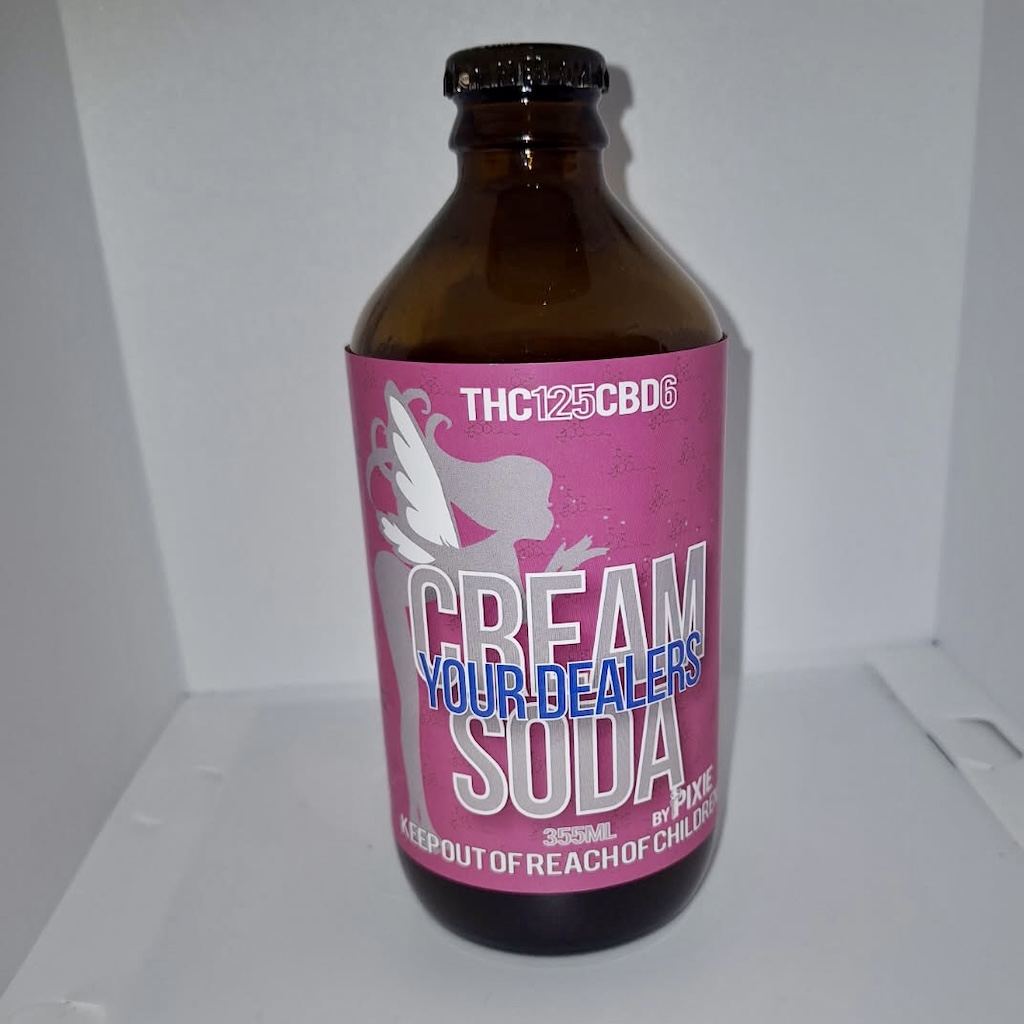 THC125CBD6
CREAM
YOUR DEALERS
SODA
BY PIXIE
355ML
KEEP OUT OF REACH OF CHILDREN